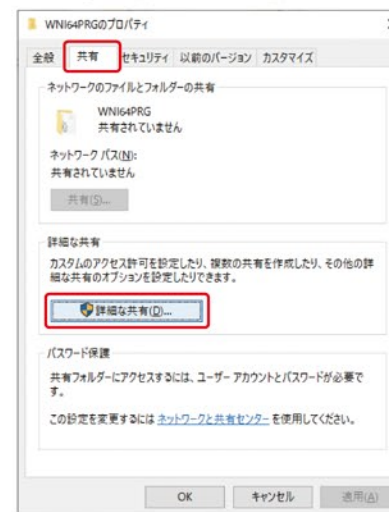 WNI64PRGのプロパティ
全般 共有 セキュリティ 以前のバージョン カスタマイズ
ネットワークのファイルとフォルダーの共有
WNI64PRG
共有されていません
ネットワーク パス(N):
共有されていません
共有(S)...
詳細な共有
カスタムのアクセス許可を設定したり、複数の共有を作成したり、その他の詳
細な共有のオプションを設定したりできます。
詳細な共有(D)...
パスワード保護
共有フォルダーにアクセスするには、ユーザー アカウントとパスワードが必要で
す。
この設定を変更するには ネットワークと共有センター を使用してください。
OK キャンセル 適用(A)